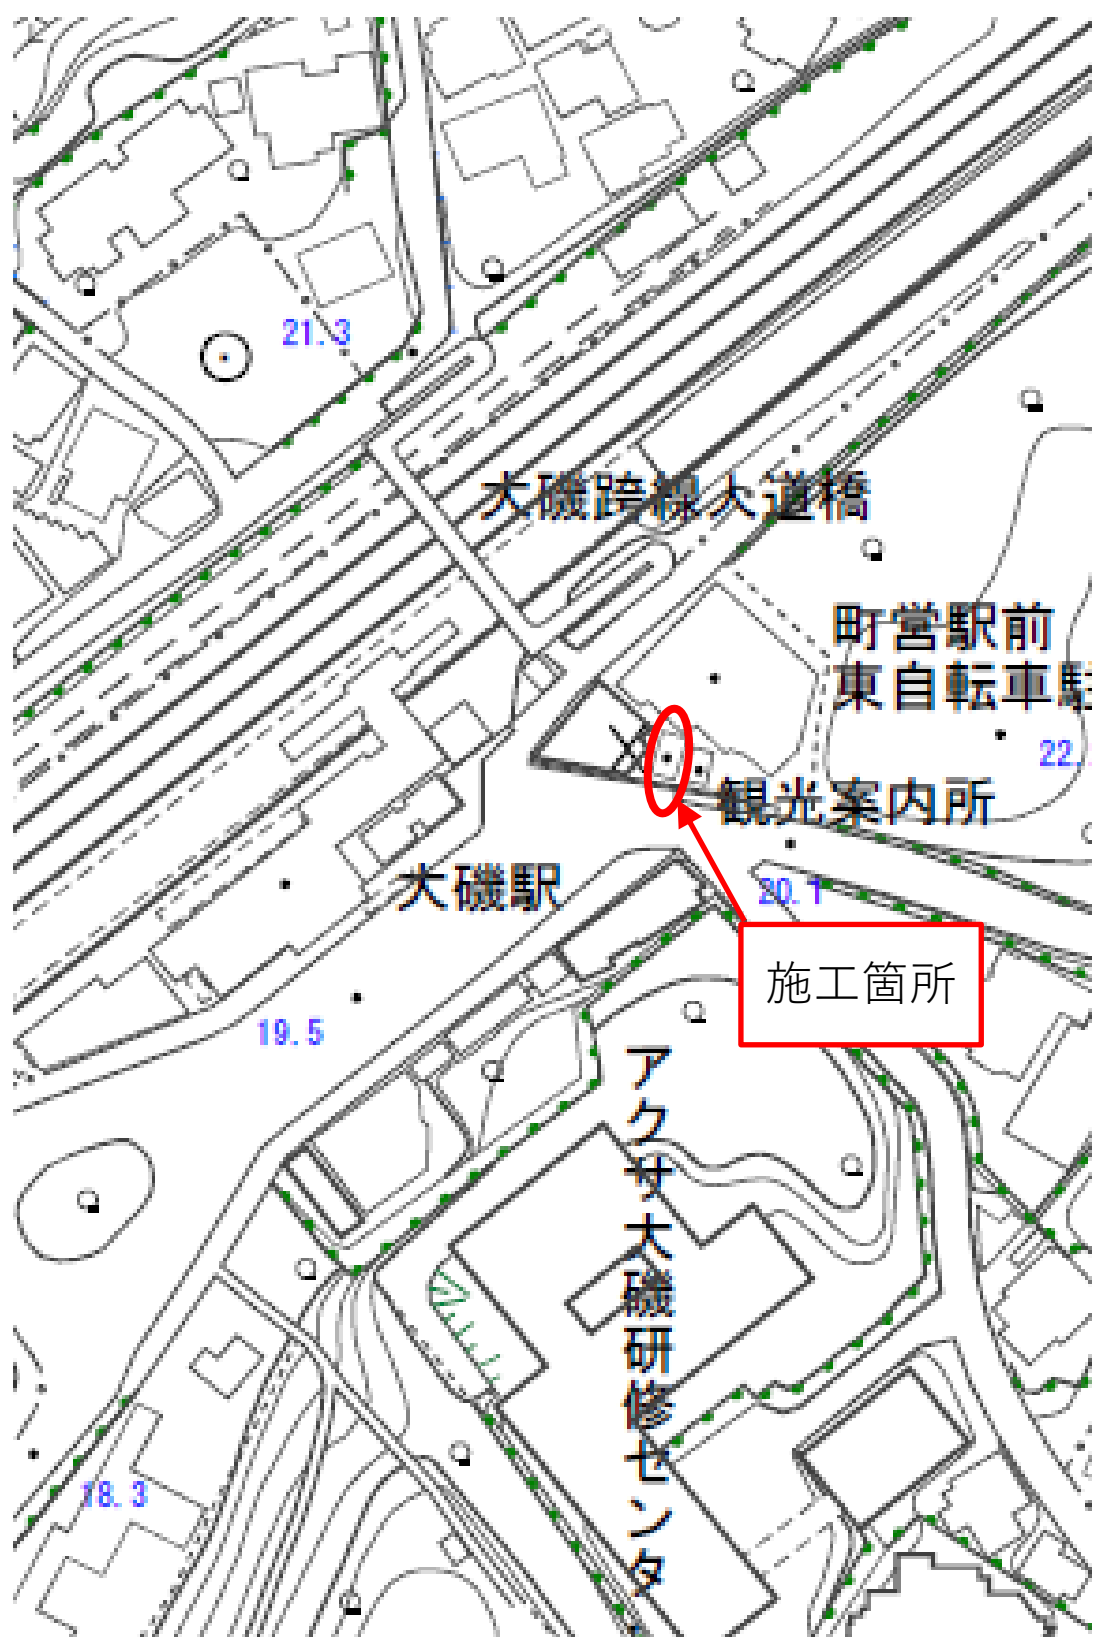 21.3
大磯跨線人道橋
町営駅前
東自転車駐
22.
観光案内所
大磯駅
20.1
施工箇所
19.5
アクサ大磯研修センタ
18.3